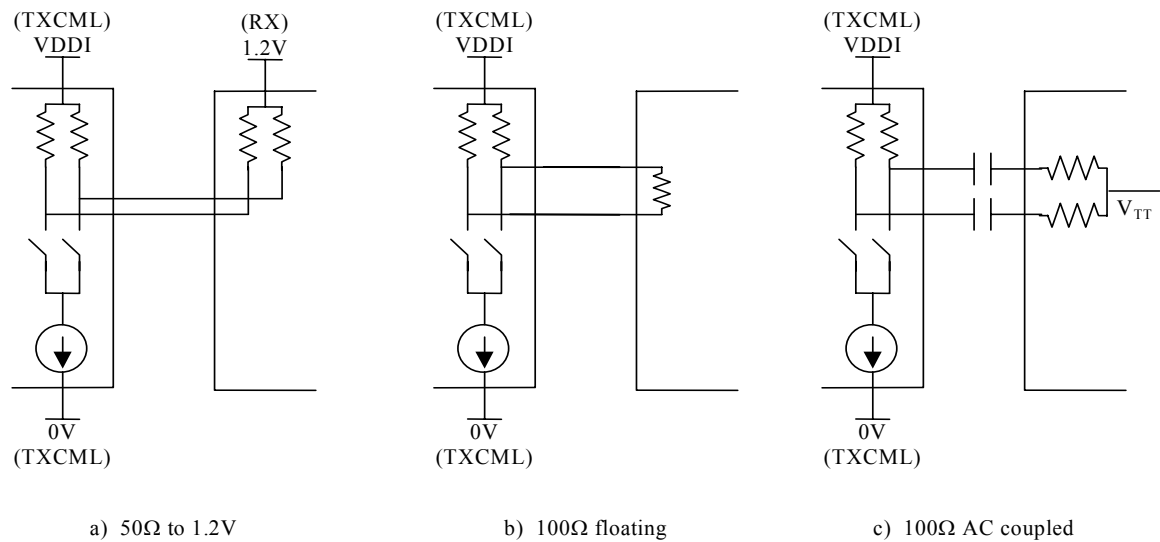 (TXCML)
VDDI
(RX)
1.2V
0V
(TXCML)
a) 50Ω to 1.2V
(TXCML)
VDDI
0V
(TXCML)
b) 100Ω floating
(TXCML)
VDDI
VTT
0V
(TXCML)
c) 100Ω AC coupled